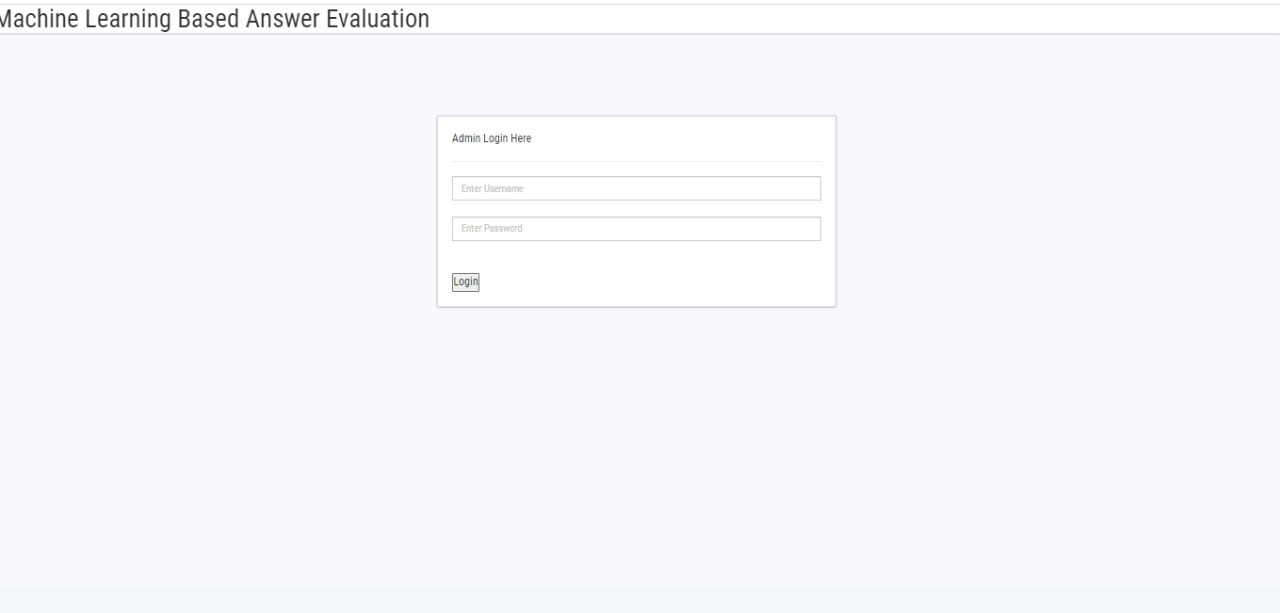 Machine Learning Based Answer Evaluation
Admin Login Here
Enter Username
Enter Password
Login